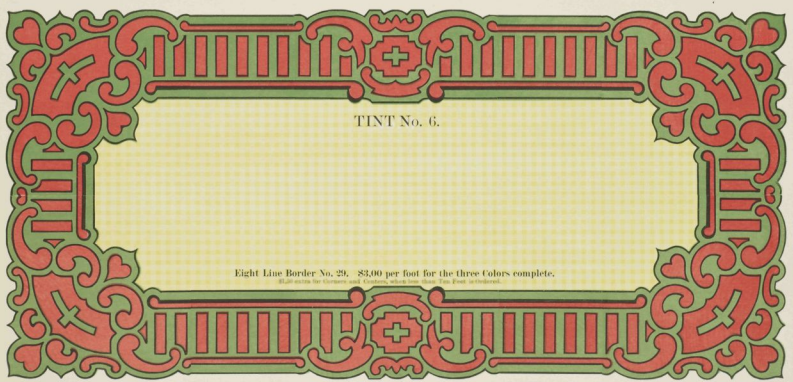 TINT No. 6.
Eight Line Border No. 29. $3,00 per foot for the three Colors complete.
extra for Corners and Centers, when less than Ten Feet is ordered.